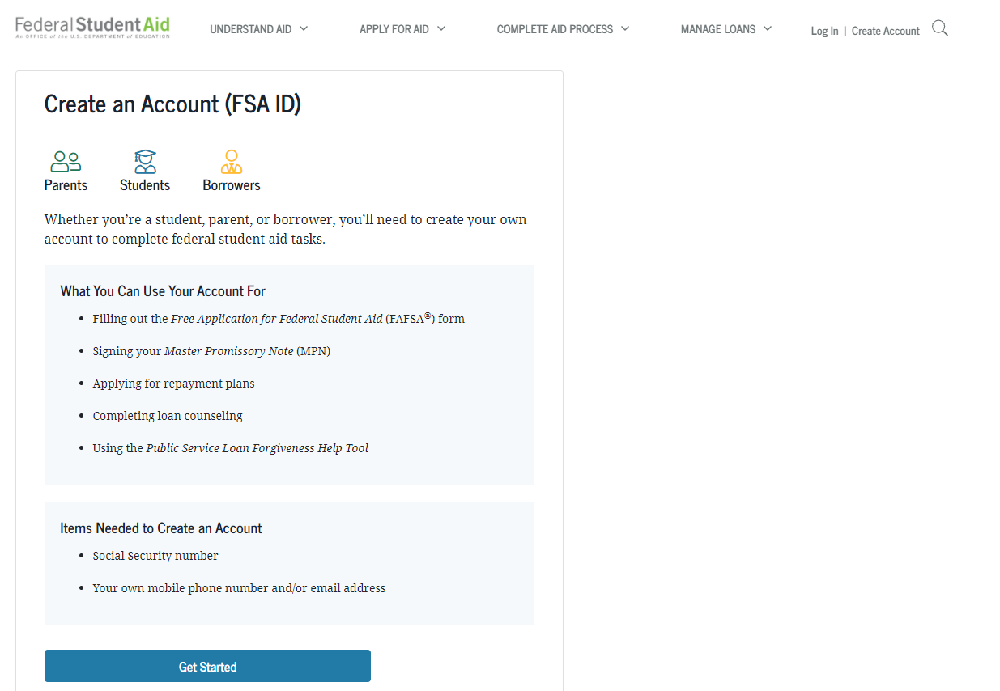 Federal Student Aid
An OFFICE of the U.S. DEPARTMENT of EDUCATION
UNDERSTAND AID
APPLY FOR AID
COMPLETE AID PROCESS
MANAGE LOANS
Log In | Create Account
Create an Account (FSA ID)
Parents
Students
Borrowers
Whether you’re a student, parent, or borrower, you’ll need to create your own
account to complete federal student aid tasks.
What You Can Use Your Account For
• Filling out the Free Application for Federal Student Aid (FAFSA®) form
• Signing your Master Promissory Note (MPN)
• Applying for repayment plans
• Completing loan counseling
• Using the Public Service Loan Forgiveness Help Tool
Items Needed to Create an Account
• Social Security number
• Your own mobile phone number and/or email address
Get Started